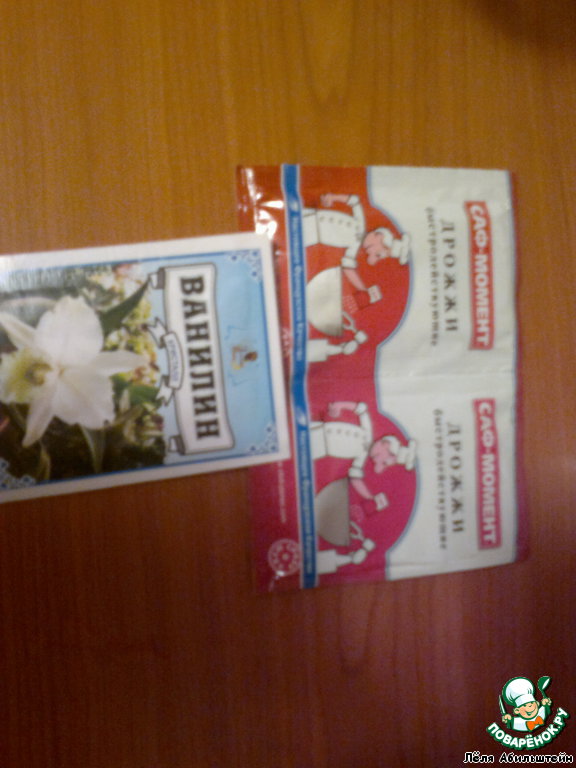 ВАНИЛИН
САФ-МОМЕНТ
ДРОЖЖИ
быстродействующие
САФ-МОМЕНТ
ДРОЖЖИ
быстродействующие
ПОВАРЁНОК.РУ
Лёля Абильштейн